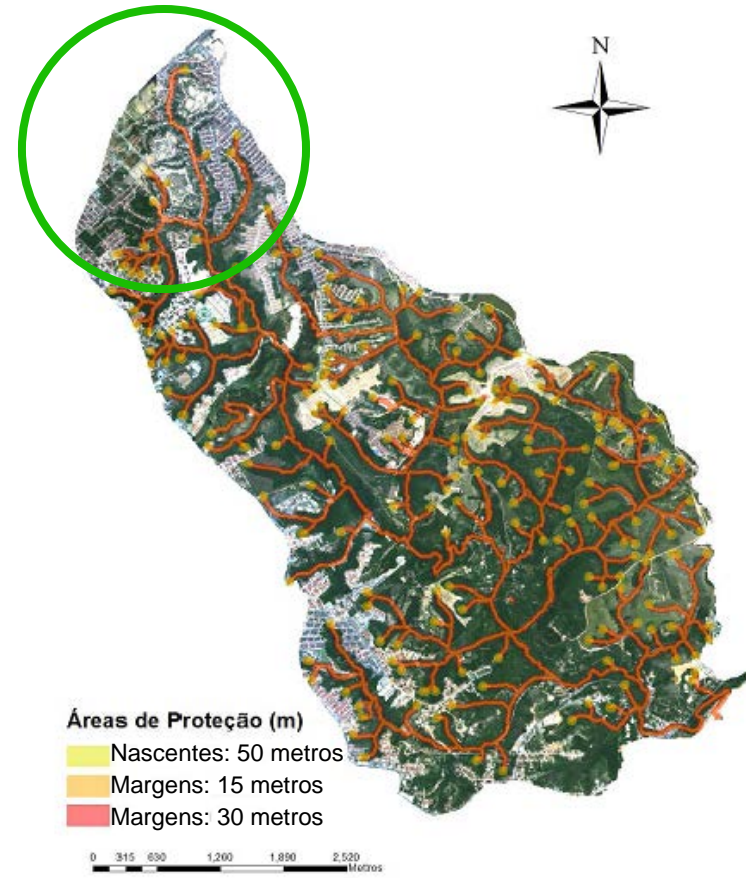 N
Áreas de Proteção (m)
Nascentes: 50 metros
Margens: 15 metros
Margens: 30 metros
0 315 630 1,260 1,890 2,520
Metros